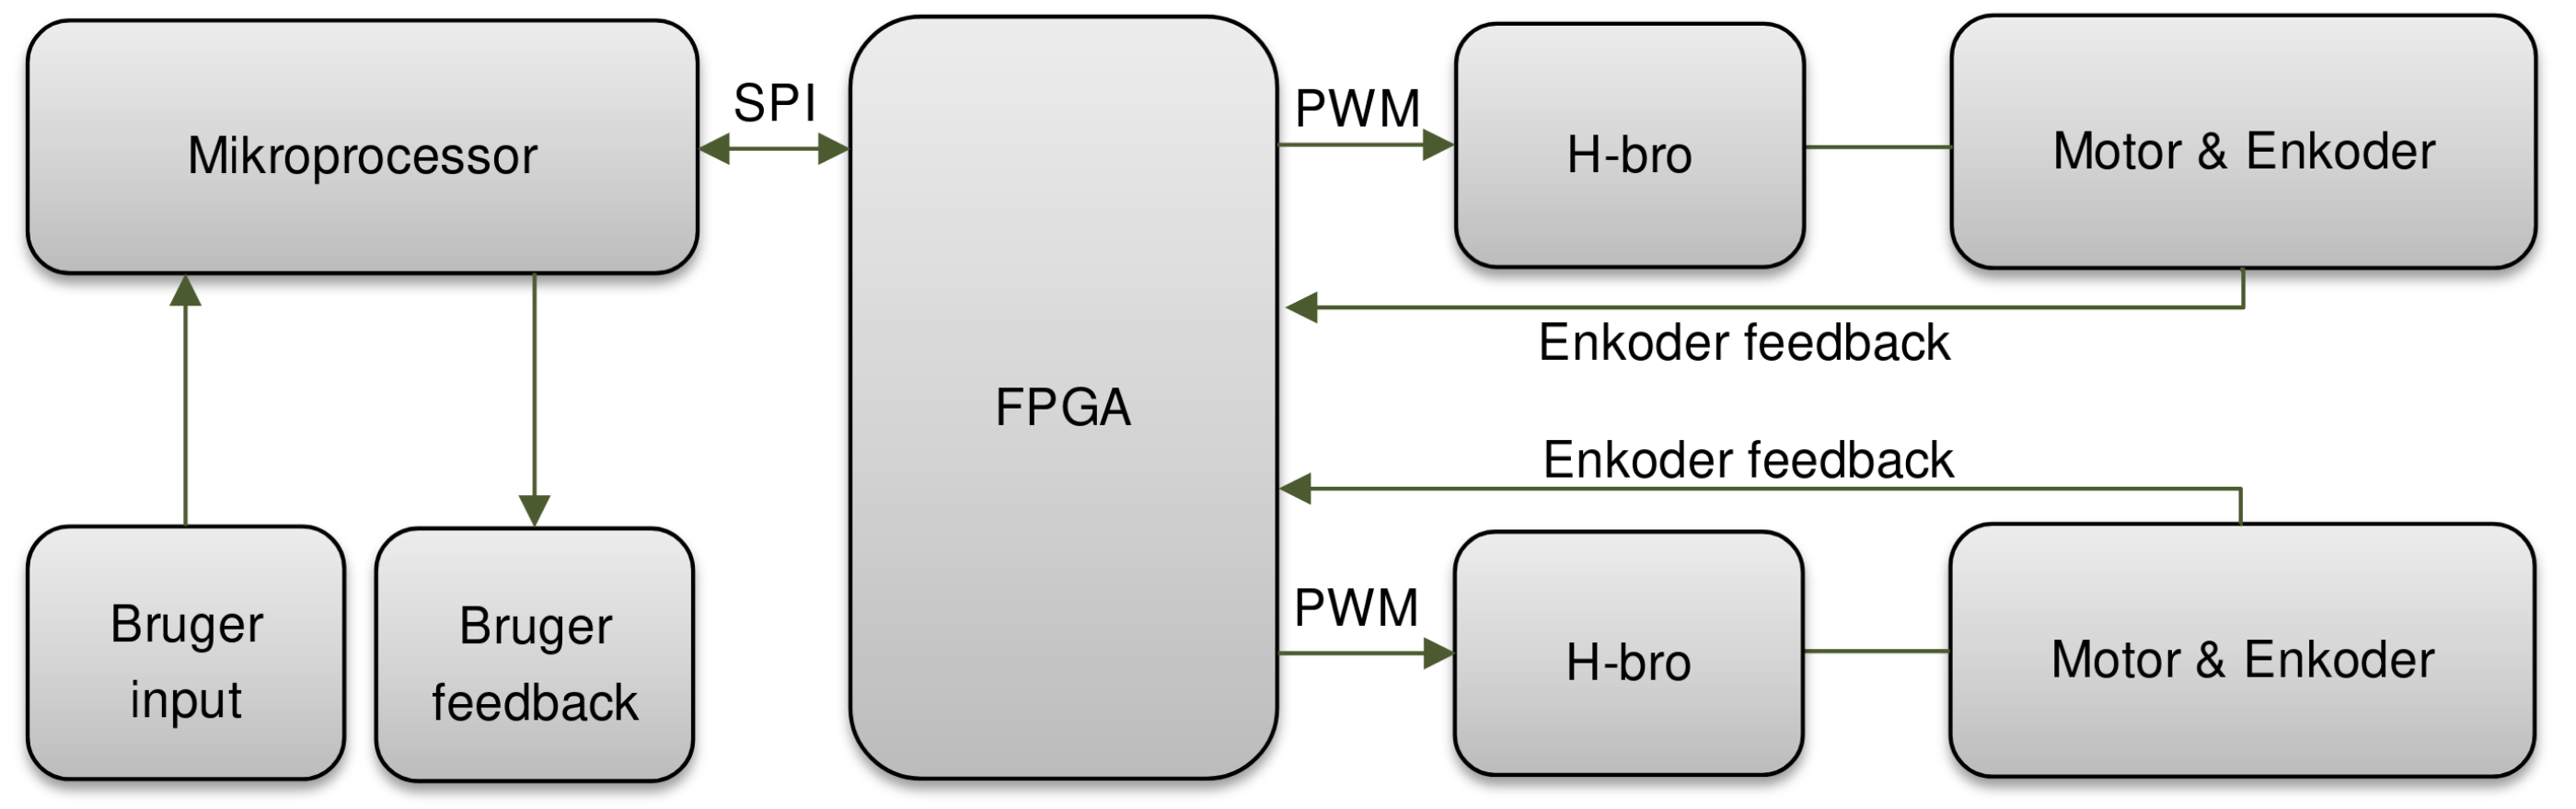 Mikroprocessor
SPI
FPGA
PWM
H-bro
Motor & Enkoder
Enkoder feedback
Enkoder feedback
PWM
H-bro
Motor & Enkoder
Bruger
input
Bruger
feedback